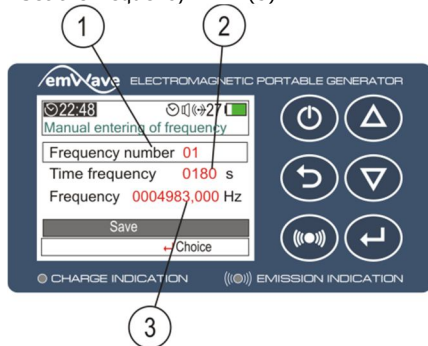 1
2
emWave ELECTROMAGNETIC PORTABLE GENERATOR
22:48 27
Manual entering of frequency
Frequency number 01
Time frequency 0180 s
Frequency 0004983,000 Hz
Save
Choice
CHARGE INDICATION EMISSION INDICATION
3